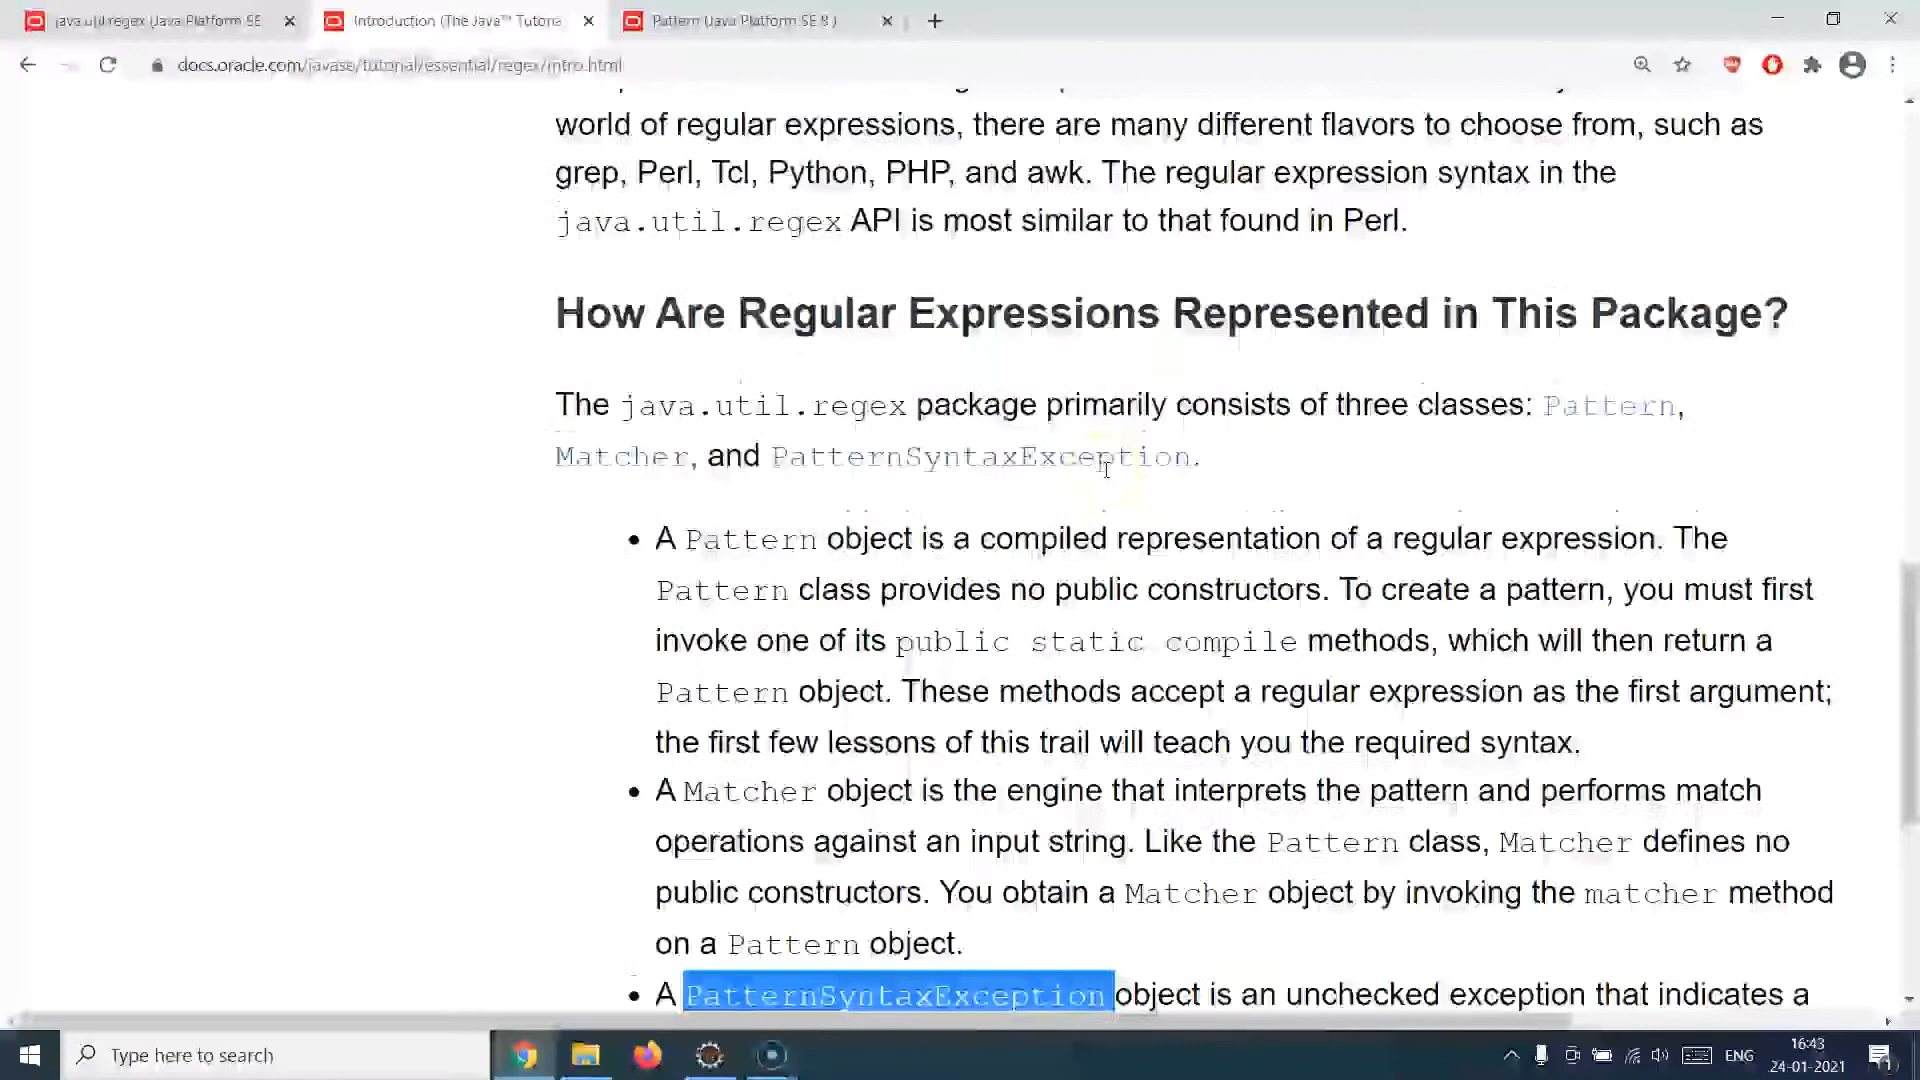 java.util.regex (Java Platform SE
Introduction (The Java™ Tutoria
Pattern (Java Platform SE 8 )
docs.oracle.com/javase/tutorial/essential/regex/intro.html
world of regular expressions, there are many different flavors to choose from, such as
grep, Perl, Tcl, Python, PHP, and awk. The regular expression syntax in the
java.util.regex API is most similar to that found in Perl.
How Are Regular Expressions Represented in This Package?
The java.util.regex package primarily consists of three classes: Pattern,
Matcher, and PatternSyntaxException.
• A Pattern object is a compiled representation of a regular expression. The
Pattern class provides no public constructors. To create a pattern, you must first
invoke one of its public static compile methods, which will then return a
Pattern object. These methods accept a regular expression as the first argument;
the first few lessons of this trail will teach you the required syntax.
• A Matcher object is the engine that interprets the pattern and performs match
operations against an input string. Like the Pattern class, Matcher defines no
public constructors. You obtain a Matcher object by invoking the matcher method
on a Pattern object.
• A PatternSyntaxException object is an unchecked exception that indicates a
Type here to search
ENG
16:43
24-01-2021
1